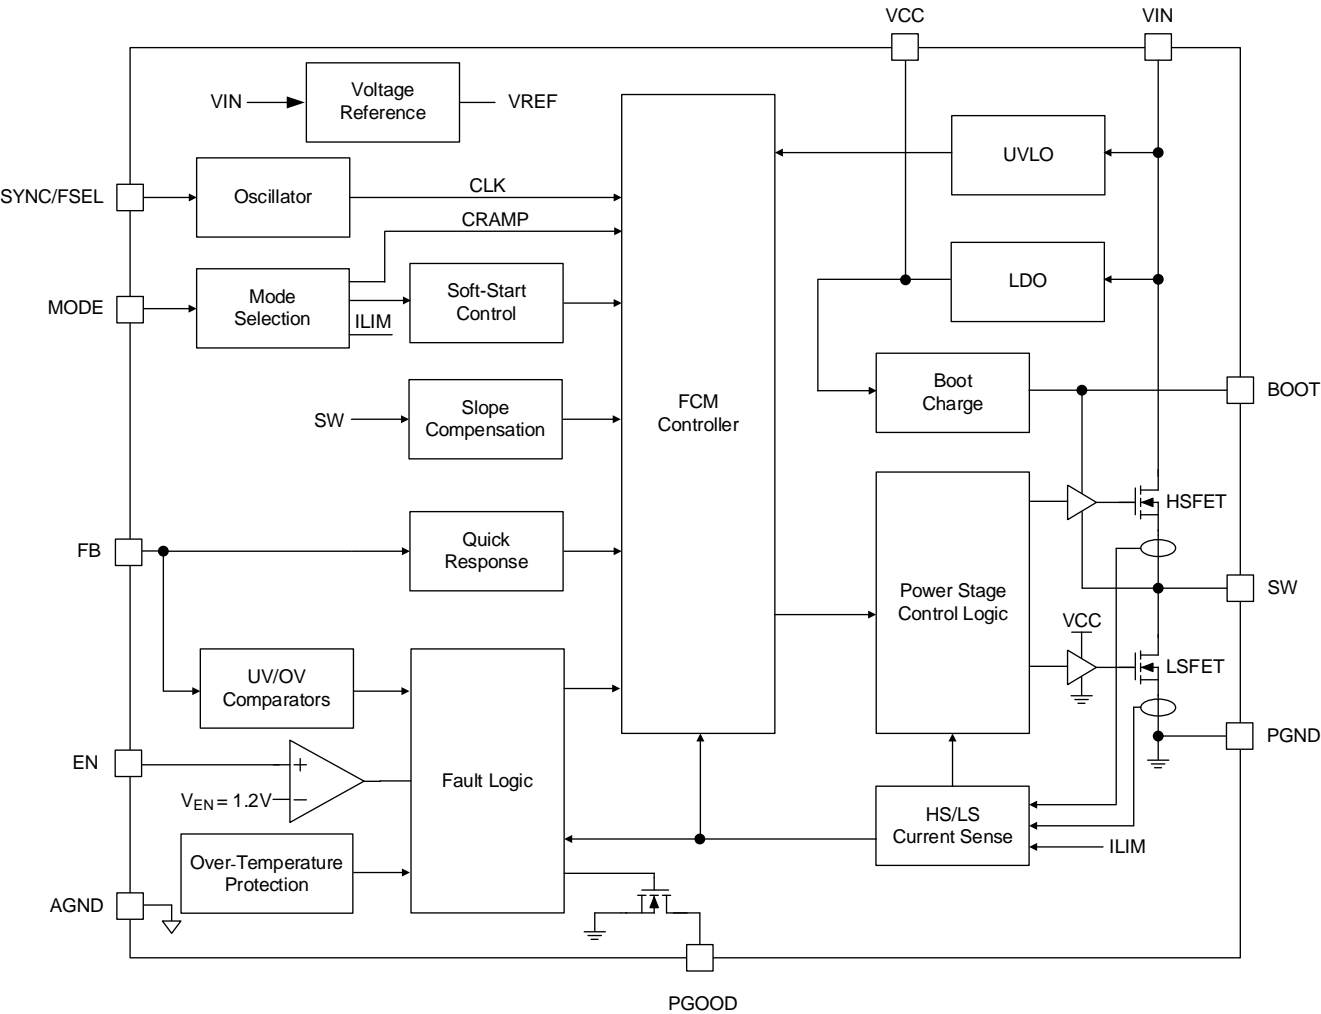 VCC
VIN
Voltage
Reference
VIN
VREF
UVLO
SYNC/FSEL
Oscillator
CLK
CRAMP
MODE
Mode
Selection
ILIM
Soft-Start
Control
LDO
FCM
Controller
Boot
Charge
BOOT
SW
Slope
Compensation
HSFET
FB
Quick
Response
Power Stage
Control Logic
SW
VCC
LSFET
UV/OV
Comparators
PGND
EN
VEN = 1.2V
Fault Logic
HS/LS
Current Sense
ILIM
Over-Temperature
Protection
AGND
PGOOD